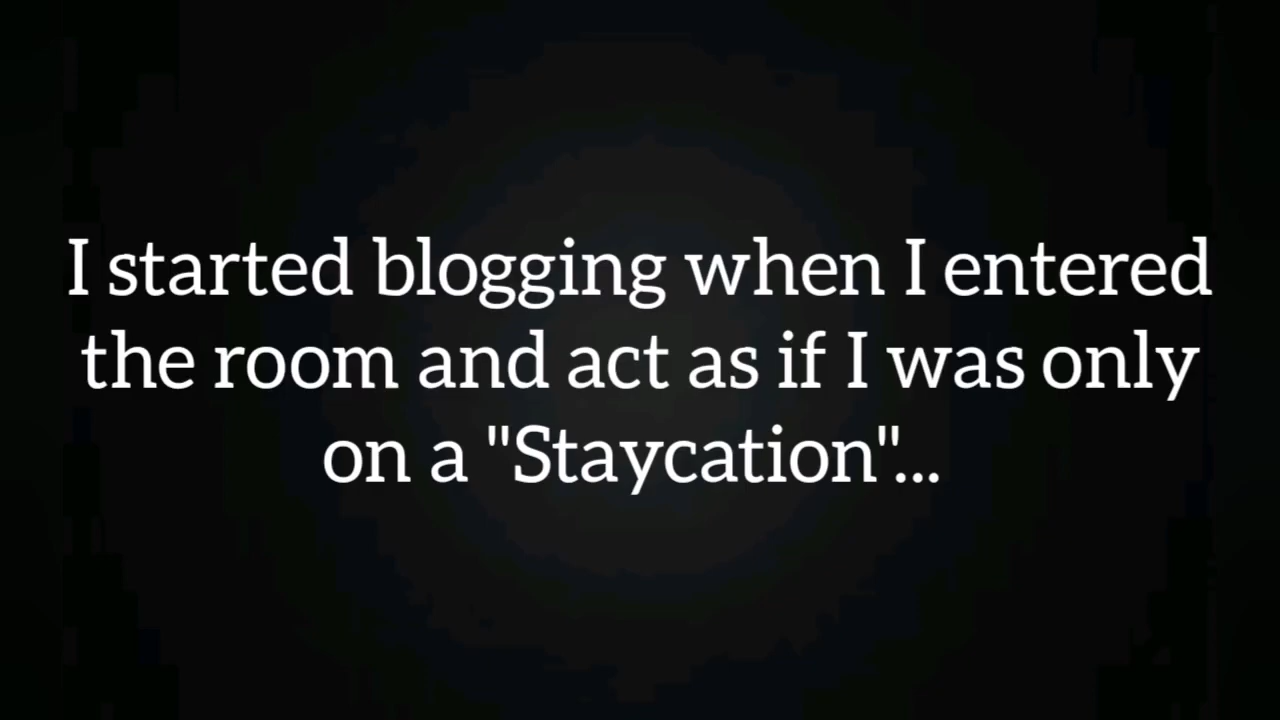 I started blogging when I entered
the room and act as if I was only
on a "Staycation"...